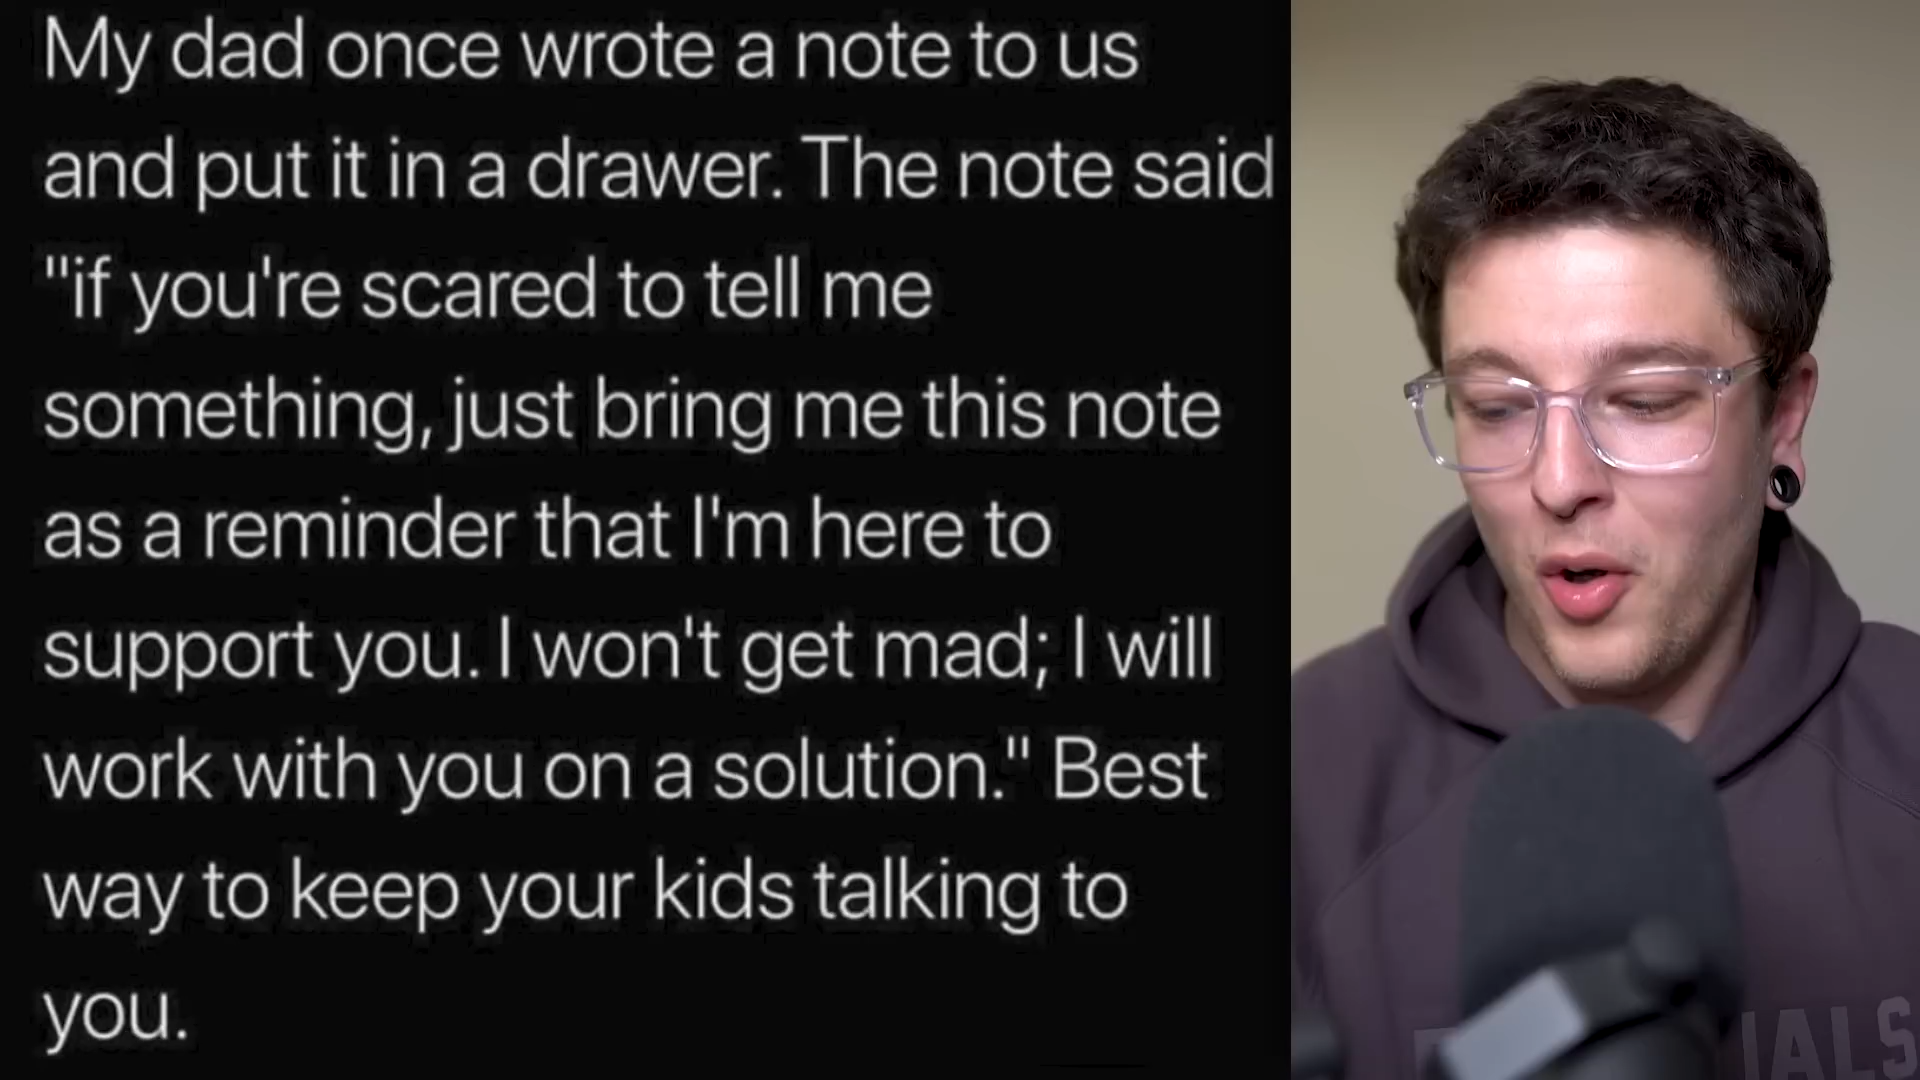 My dad once wrote a note to us
and put it in a drawer. The note said
"if you're scared to tell me
something, just bring me this note
as a reminder that I'm here to
support you. I won't get mad; I will
work with you on a solution." Best
way to keep your kids talking to
you.